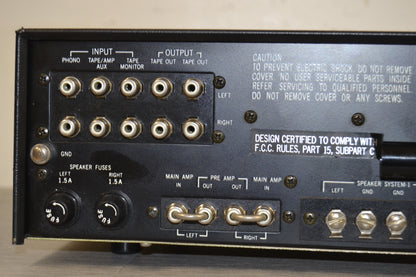 INPUT
OUTPUT
PHONO TAPE/AMP AUX TAPE MONITOR TAPE OUT TAPE OUT
LEFT
RIGHT
GND
CAUTION
TO PREVENT ELECTRIC SHOCK, DO NOT REMOVE
COVER. NO USER SERVICEABLE PARTS INSIDE
REFER SERVICING TO QUALIFIED PERSONNEL
DO NOT REMOVE COVER OR ANY SCREWS.
DESIGN CERTIFIED TO COMPLY WITH
F.C.C. RULES, PART 15, SUBPART C
SPEAKER FUSES
LEFT 1.5A
RIGHT 1.5A
FUSE
FUSE
MAIN AMP IN
PRE AMP
OUT OUT
MAIN AMP IN
LEFT
RIGHT
SPEAKER SYSTEM-1
LEFT GND GND